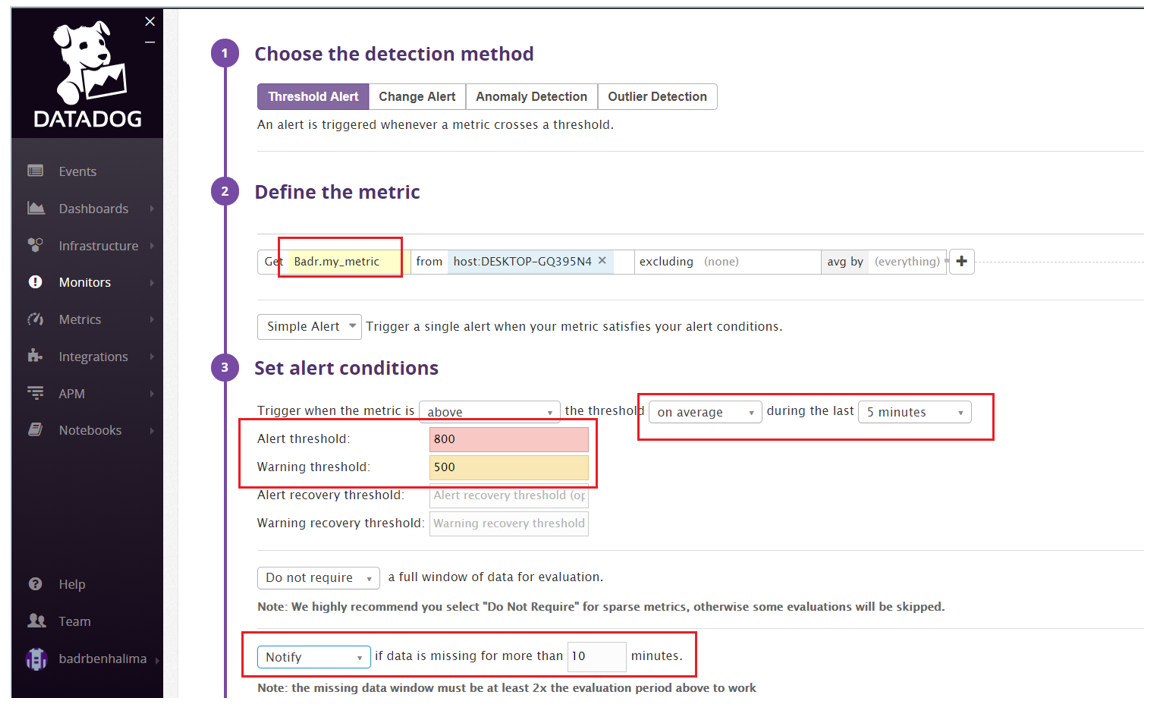 DATADOG
Events
Dashboards
Infrastructure
Monitors
Metrics
Integrations
APM
Notebooks
Help
Team
badrbenhalima
1 Choose the detection method
Threshold Alert Change Alert Anomaly Detection Outlier Detection
An alert is triggered whenever a metric crosses a threshold.
2 Define the metric
Get Badr.my_metric from host:DESKTOP-GQ395N4 × excluding (none) avg by (everything) +
Simple Alert Trigger a single alert when your metric satisfies your alert conditions.
3 Set alert conditions
Trigger when the metric is above the threshold on average during the last 5 minutes
Alert threshold: 800
Warning threshold: 500
Alert recovery threshold: Alert recovery threshold (op
Warning recovery threshold: Warning recovery threshold
Do not require a full window of data for evaluation.
Note: We highly recommend you select "Do Not Require" for sparse metrics, otherwise some evaluations will be skipped.
Notify if data is missing for more than 10 minutes.
Note: the missing data window must be at least 2x the evaluation period above to work